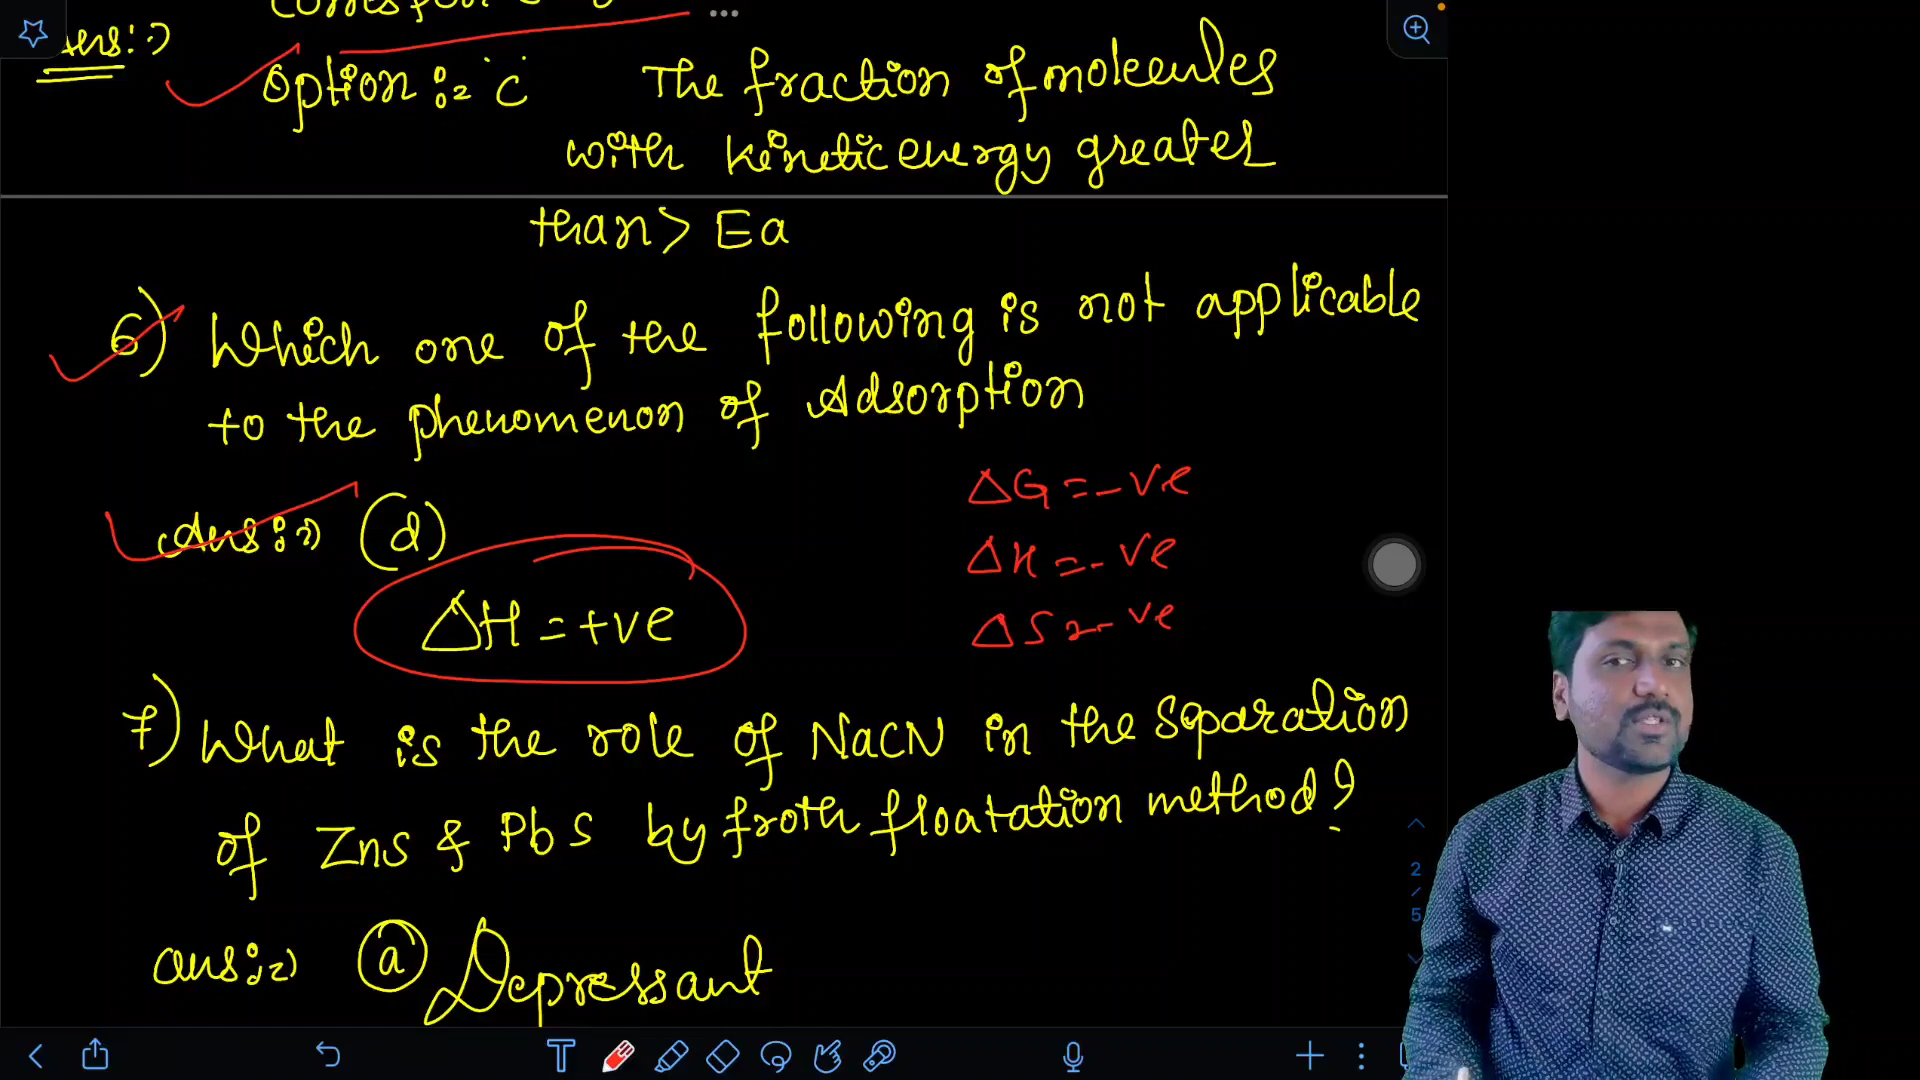 Ans:-)
Option:- 'C' The fraction of molecules
with kinetic energy greater
than > Ea
6) Which one of the following is not applicable
to the phenomenon of Adsorption
ΔG = -ve
Ans:-) (d)
ΔH = -ve
ΔH = +ve
ΔS = -ve
7) What is the role of NaCN in the separation
of ZnS & PbS by froth floatation method?
ans:-) (a) Depressant
2
/
5
T